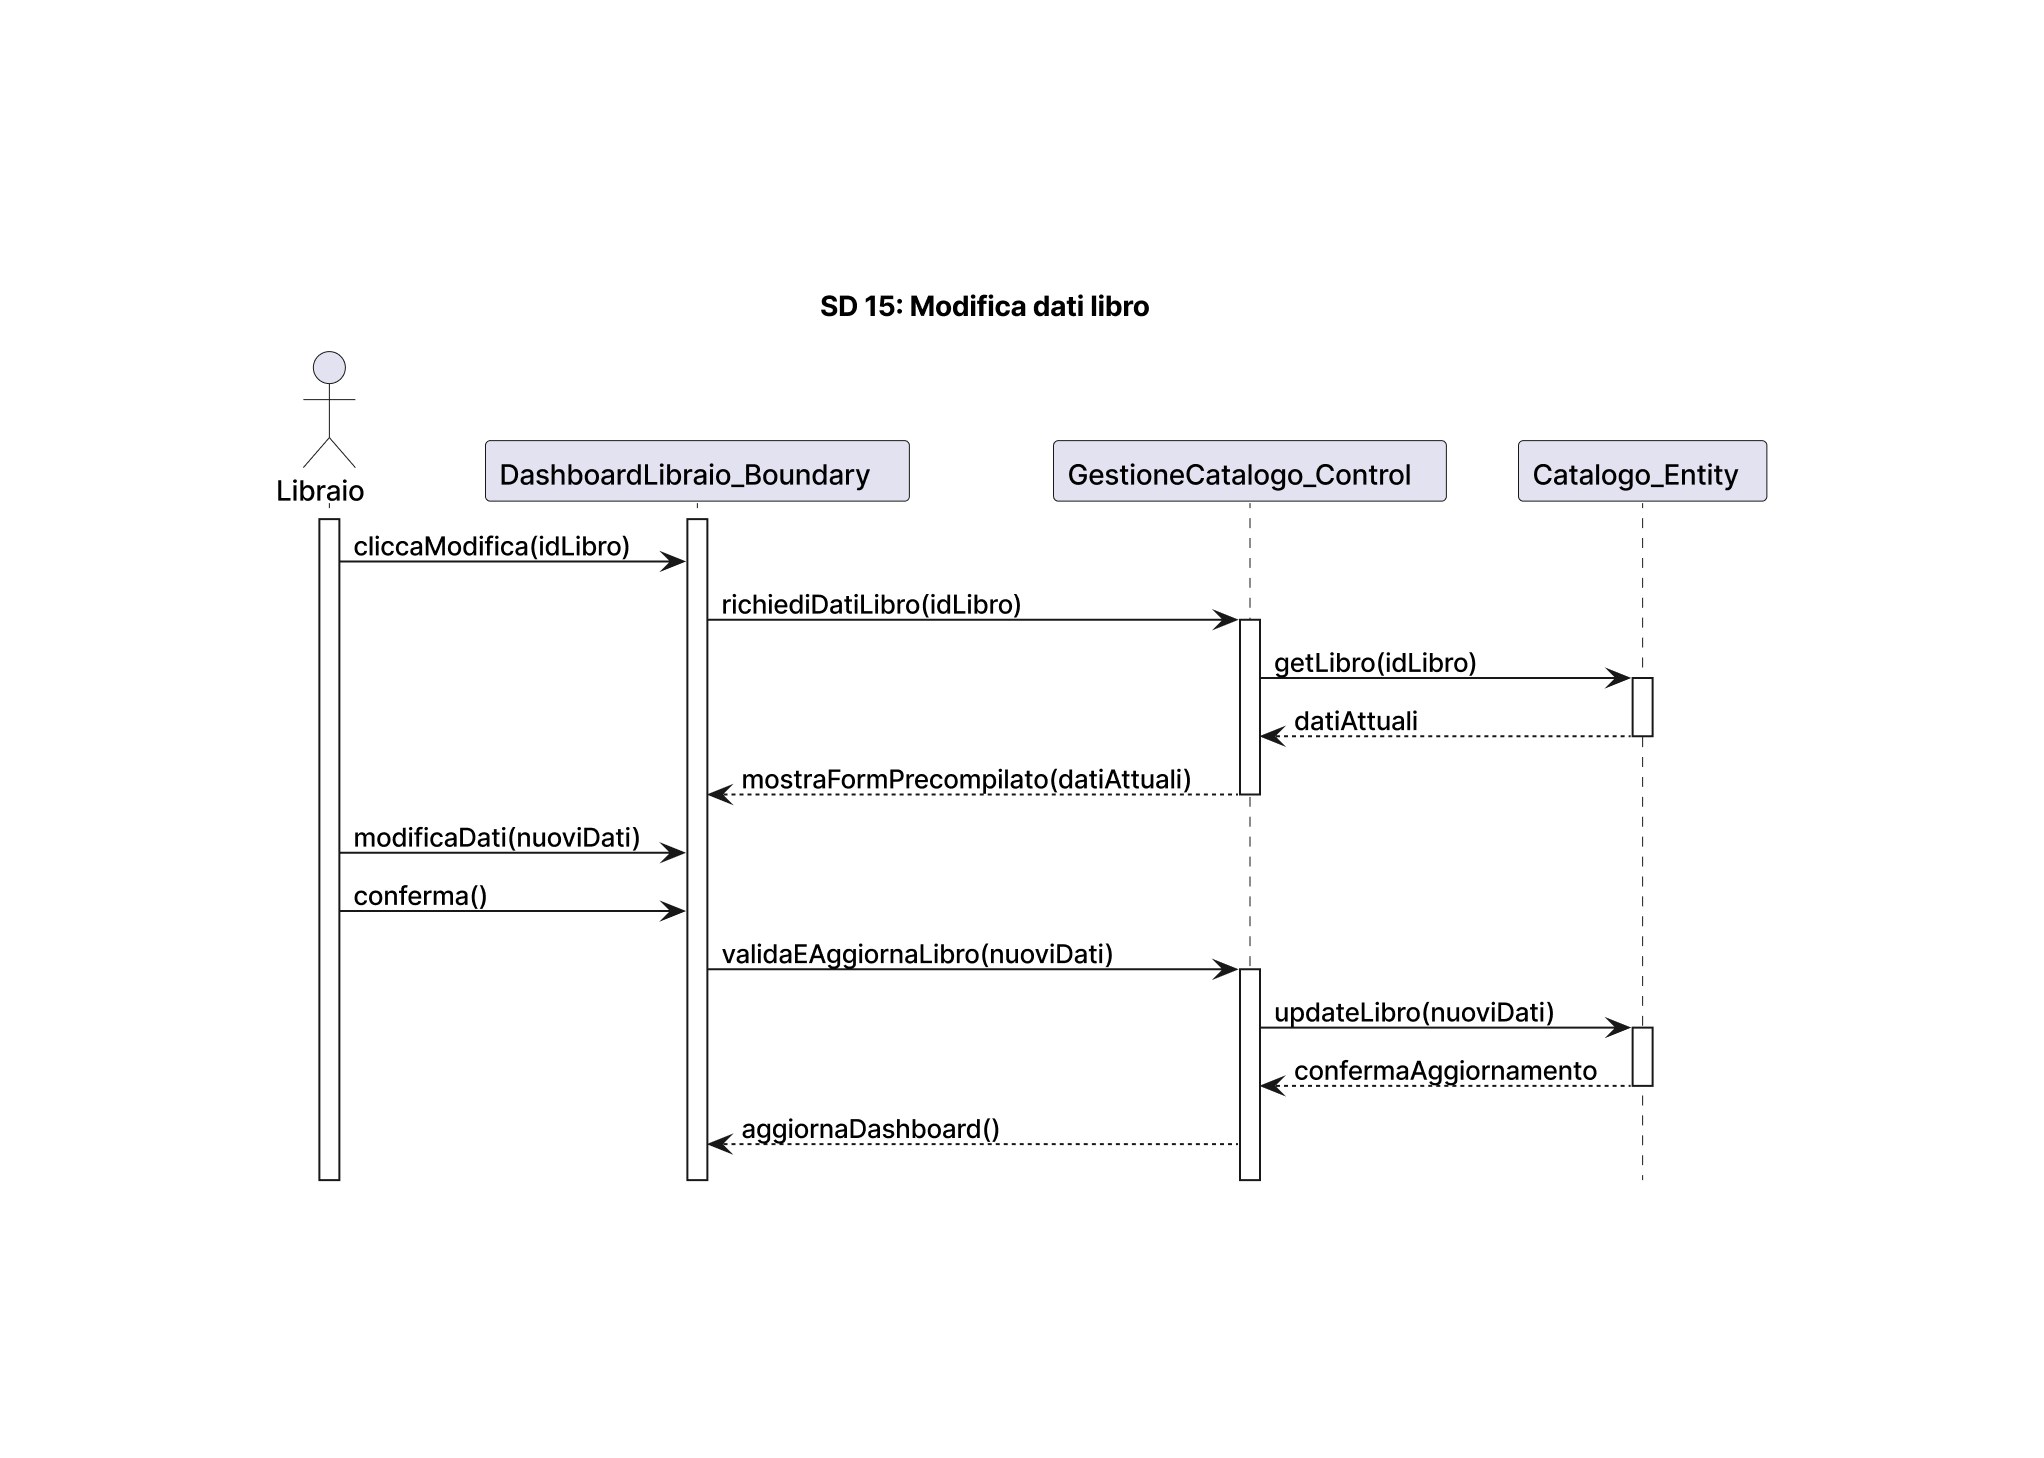 SD 15: Modifica dati libro
Libraio
DashboardLibraio_Boundary
GestioneCatalogo_Control
Catalogo_Entity
cliccaModifica(idLibro)
richiediDatiLibro(idLibro)
getLibro(idLibro)
datiAttuali
mostraFormPrecompilato(datiAttuali)
modificaDati(nuoviDati)
conferma()
validaEAggiornaLibro(nuoviDati)
updateLibro(nuoviDati)
confermaAggiornamento
aggiornaDashboard()